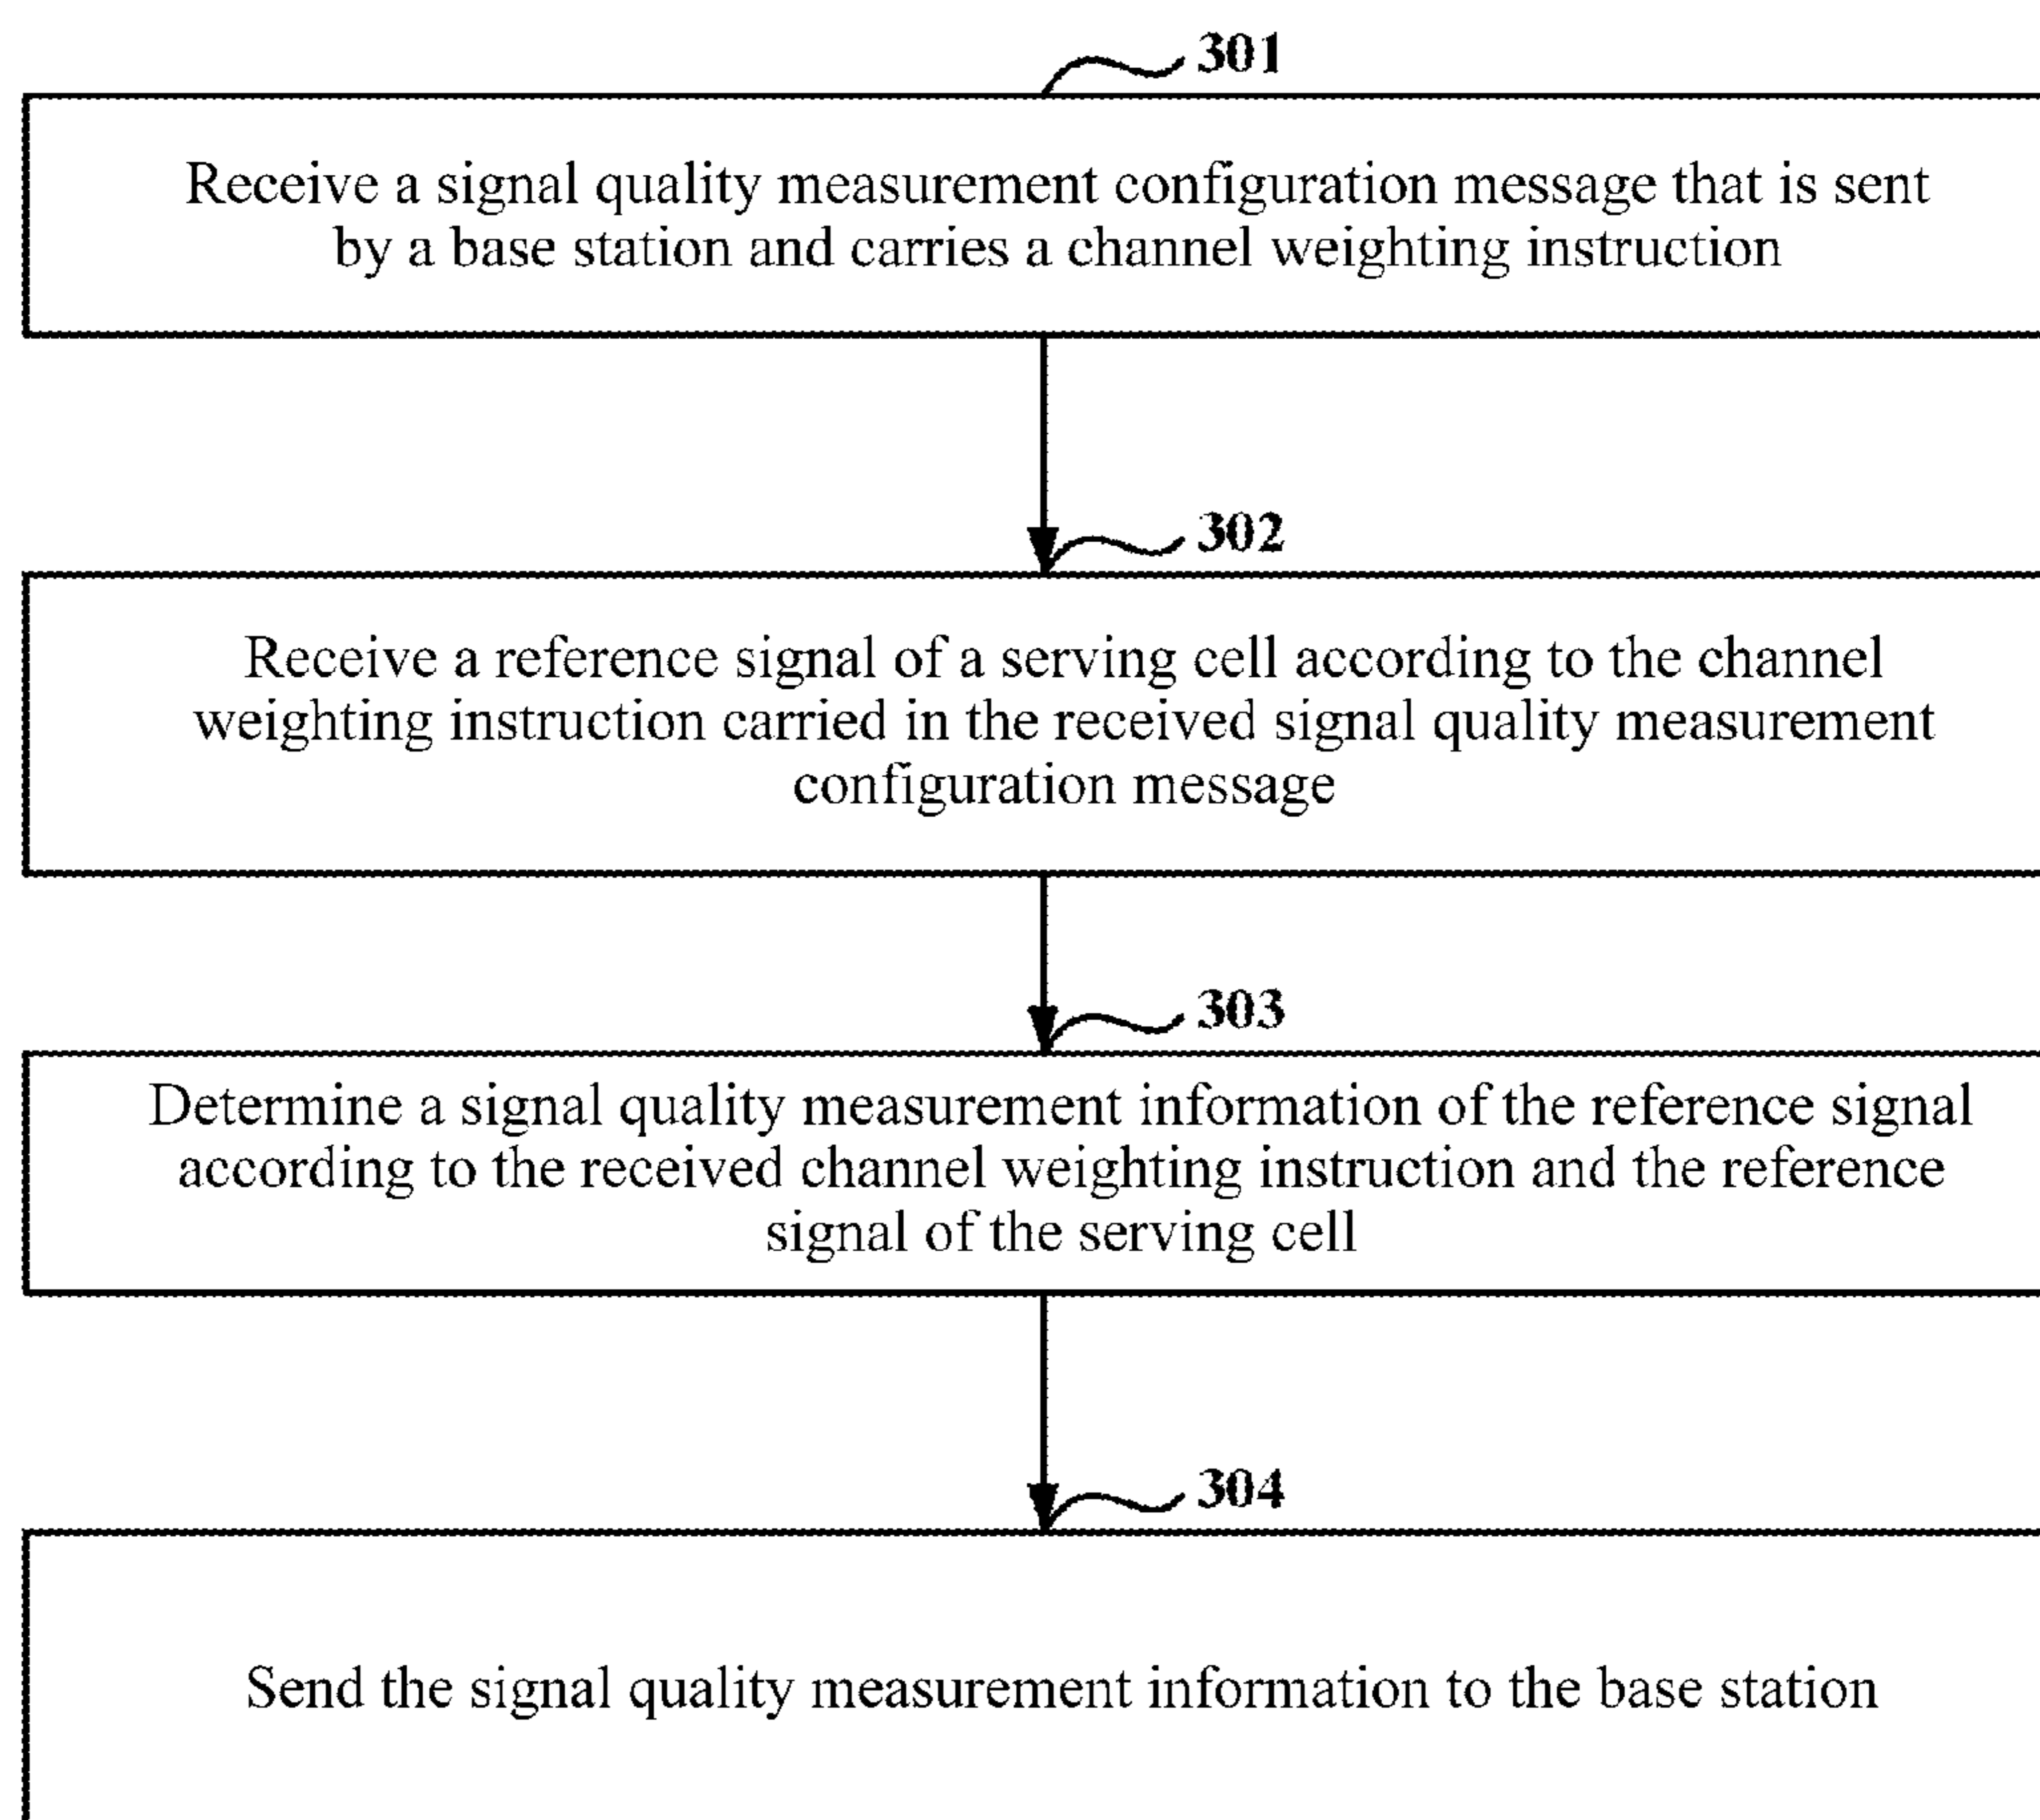 301
Receive a signal quality measurement configuration message that is sent
by a base station and carries a channel weighting instruction
302
Receive a reference signal of a serving cell according to the channel
weighting instruction carried in the received signal quality measurement
configuration message
303
Determine a signal quality measurement information of the reference signal
according to the received channel weighting instruction and the reference
signal of the serving cell
304
Send the signal quality measurement information to the base station